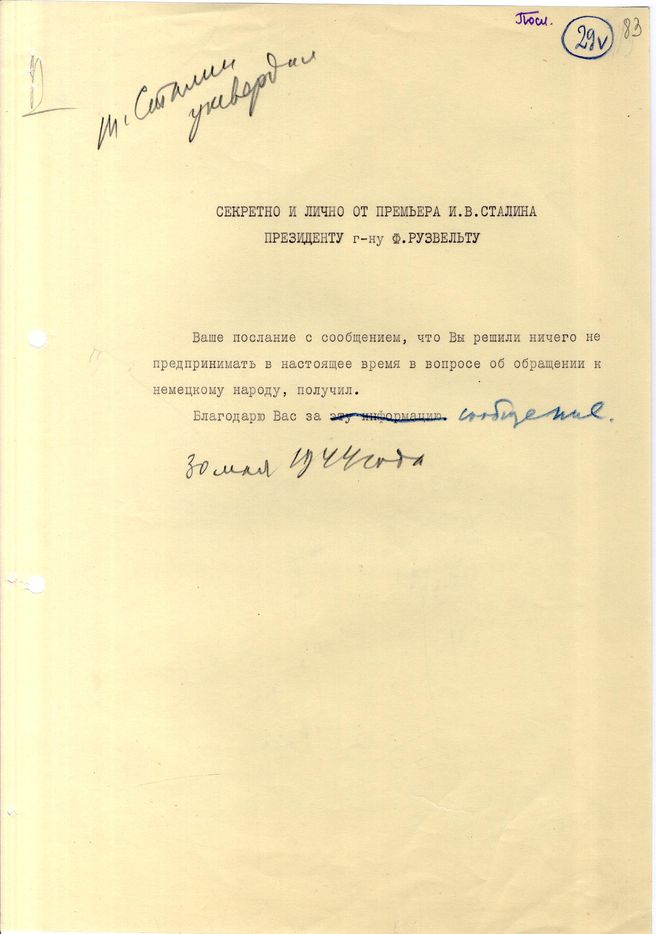 Посл.
29v
83
т. Сталин
утвердил
СЕКРЕТНО И ЛИЧНО ОТ ПРЕМЬЕРА И.В.СТАЛИНА
ПРЕЗИДЕНТУ г-ну Ф.РУЗВЕЛЬТУ
Ваше послание с сообщением, что Вы решили ничего не
предпринимать в настоящее время в вопросе об обращении к
немецкому народу, получил.
Благодарю Вас за эту информацию. сообщение.
30 мая 1944 года